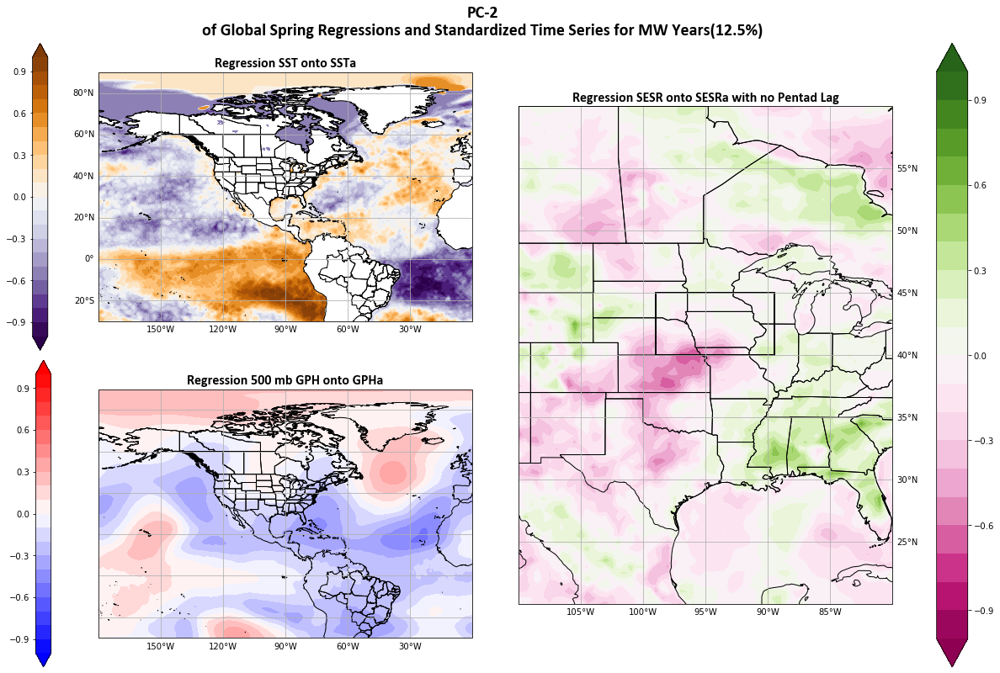 PC-2
of Global Spring Regressions and Standardized Time Series for MW Years(12.5%)
Regression SST onto SSTa
0.9
0.6
0.3
0.0
−0.3
−0.6
−0.9
80°N
60°N
40°N
20°N
0°
20°S
150°W 120°W 90°W 60°W 30°W
Regression 500 mb GPH onto GPHa
0.9
0.6
0.3
0.0
−0.3
−0.6
−0.9
150°W 120°W 90°W 60°W 30°W
Regression SESR onto SESRa with no Pentad Lag
55°N
50°N
45°N
40°N
35°N
30°N
25°N
105°W 100°W 95°W 90°W 85°W
0.9
0.6
0.3
0.0
−0.3
−0.6
−0.9